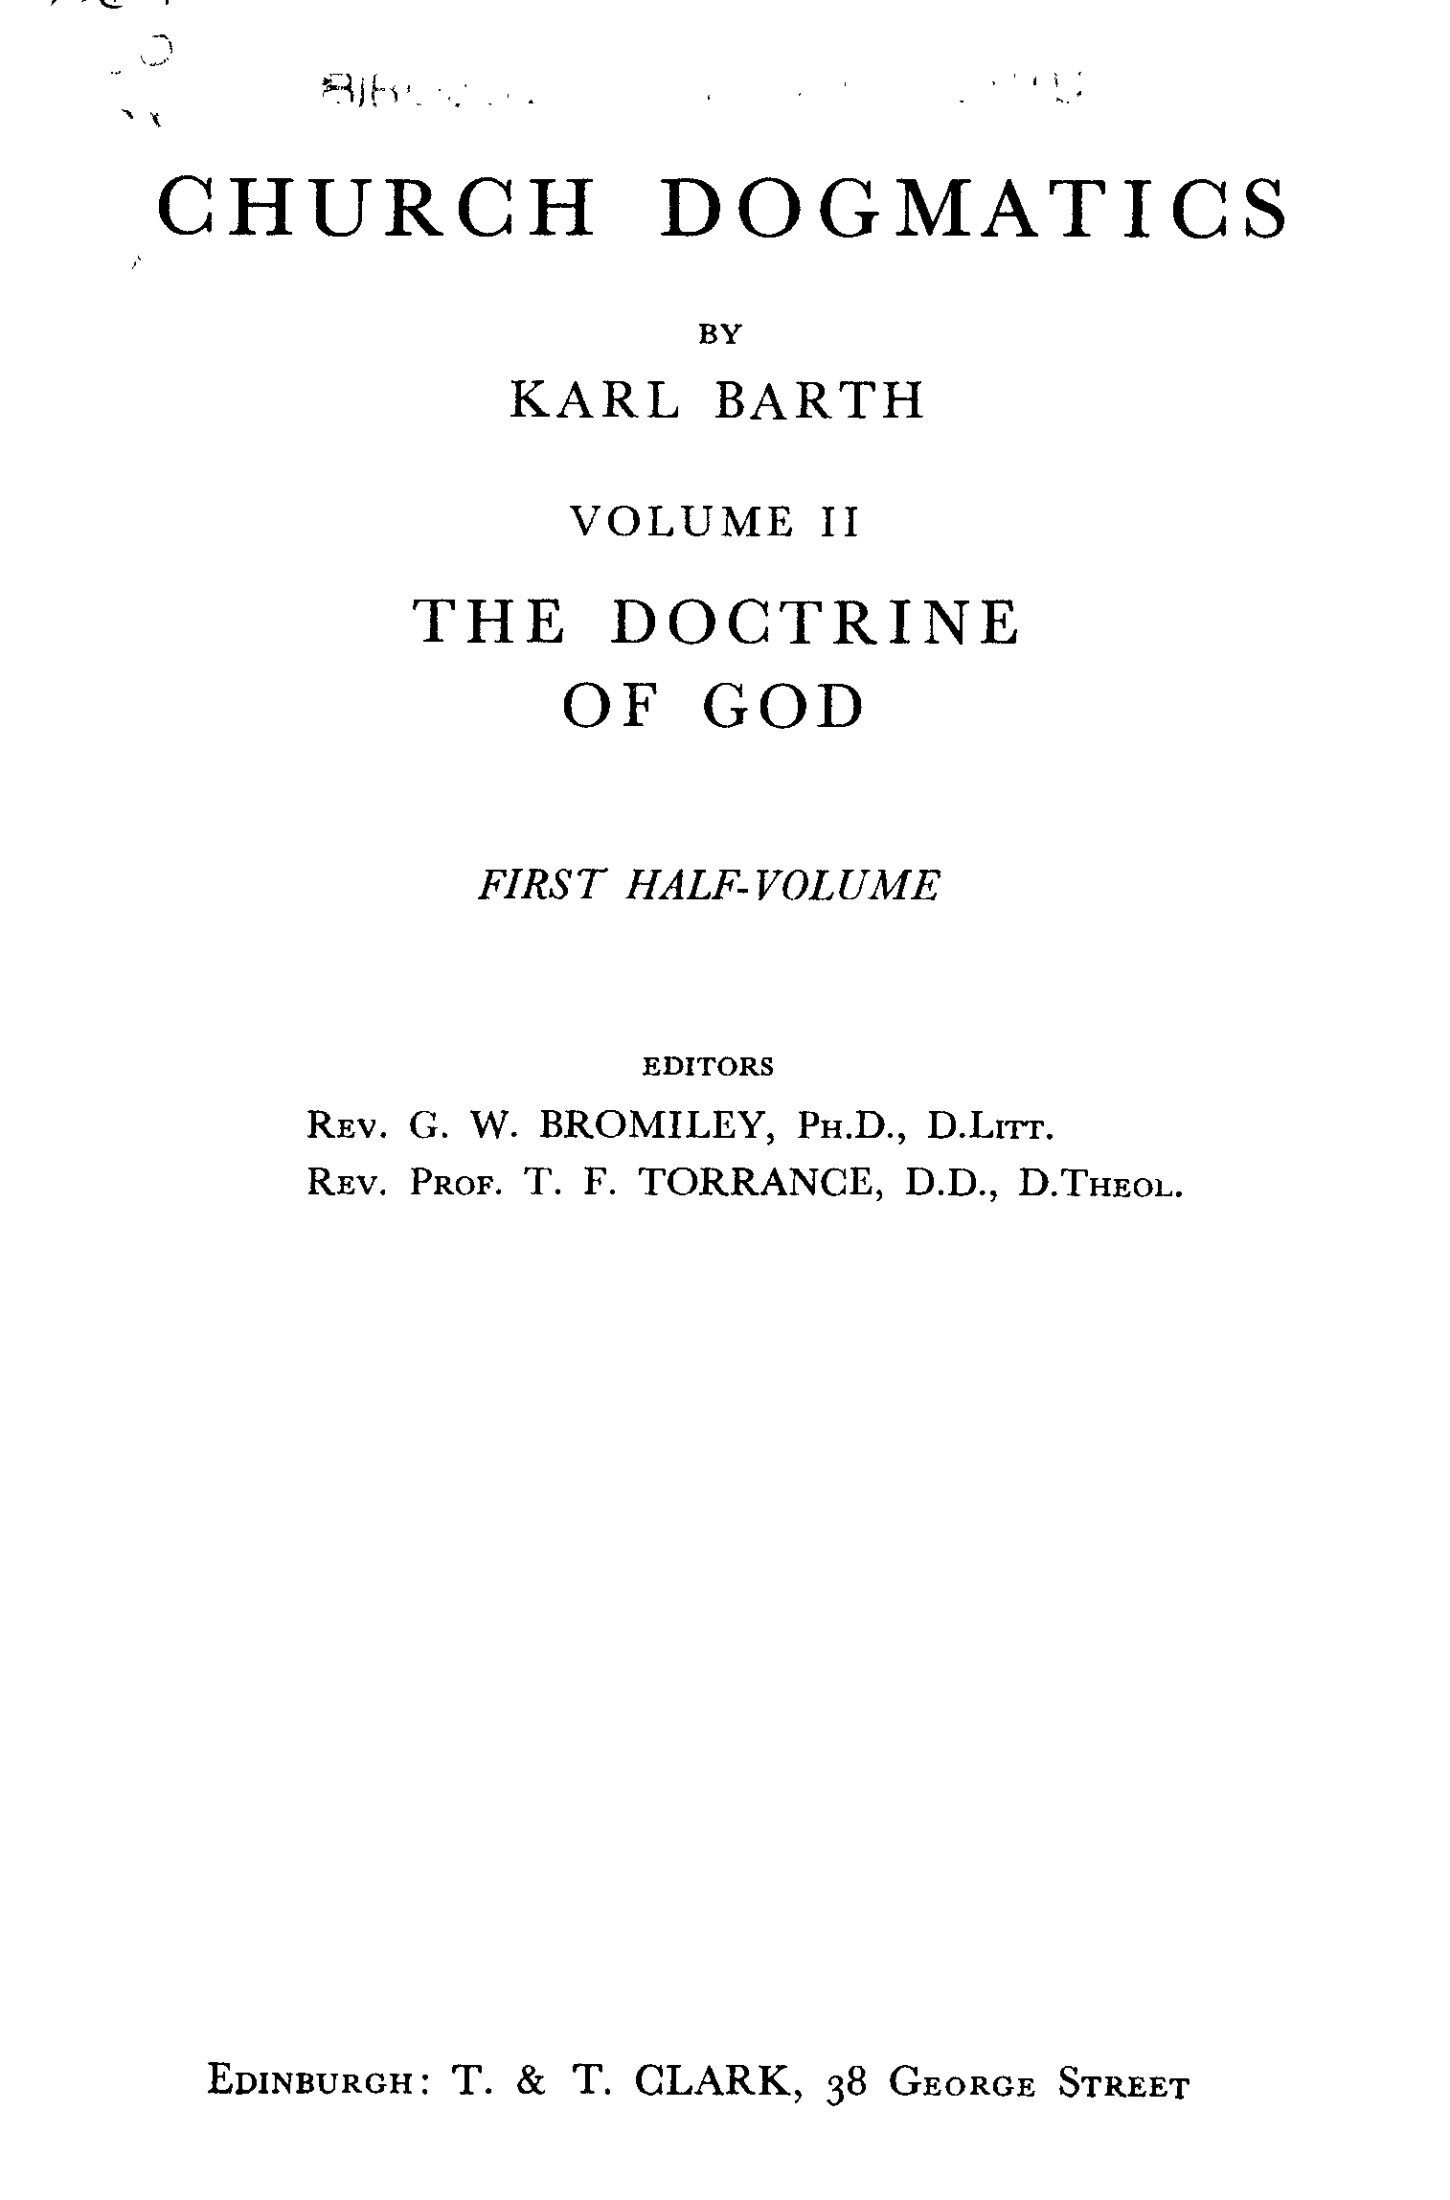 CHURCH DOGMATICS
BY
KARL BARTH
VOLUME II
THE DOCTRINE
OF GOD
FIRST HALF-VOLUME
EDITORS
REV. G. W. BROMILEY, PH.D., D.LITT.
REV. PROF. T. F. TORRANCE, D.D., D.THEOL.
EDINBURGH: T. & T. CLARK, 38 GEORGE STREET